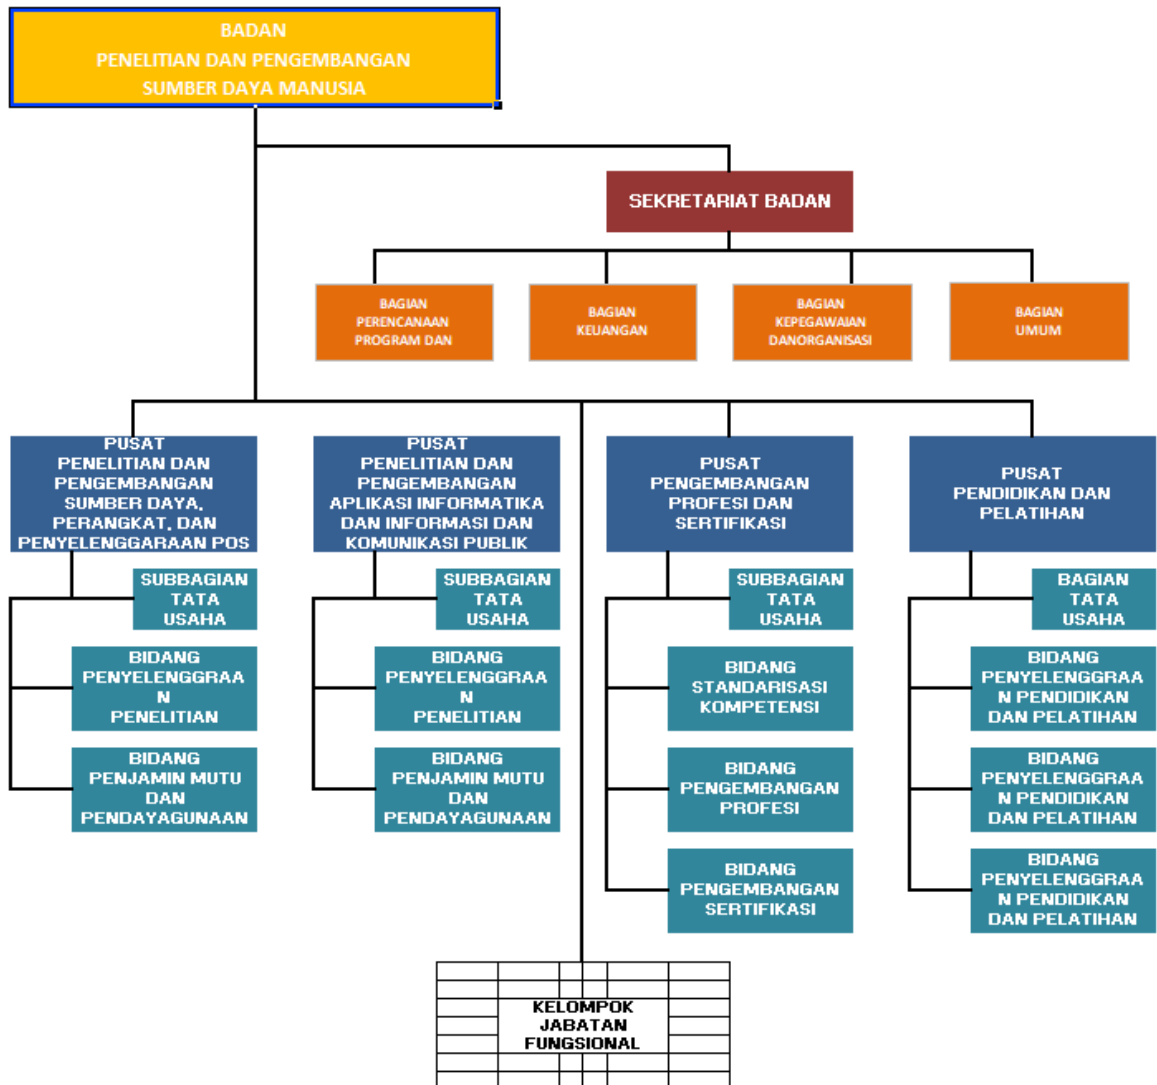 BADAN
PENELITIAN DAN PENGEMBANGAN
SUMBER DAYA MANUSIA
SEKRETARIAT BADAN
BAGIAN
PERENCANAAN
PROGRAM DAN
BAGIAN
KEUANGAN
BAGIAN
KEPEGAWAIAN
DANORGANISASI
BAGIAN
UMUM
PUSAT
PENELITIAN DAN
PENGEMBANGAN
SUMBER DAYA,
PERANGKAT, DAN
PENYELENGGARAAN POS
PUSAT
PENELITIAN DAN
PENGEMBANGAN
APLIKASI INFORMATIKA
DAN INFORMASI DAN
KOMUNIKASI PUBLIK
PUSAT
PENGEMBANGAN
PROFESI DAN
SERTIFIKASI
PUSAT
PENDIDIKAN DAN
PELATIHAN
SUBBAGIAN
TATA
USAHA
BIDANG
PENYELENGGRAA
N
PENELITIAN
BIDANG
PENJAMIN MUTU
DAN
PENDAYAGUNAAN
SUBBAGIAN
TATA
USAHA
BIDANG
PENYELENGGRAA
N
PENELITIAN
BIDANG
PENJAMIN MUTU
DAN
PENDAYAGUNAAN
SUBBAGIAN
TATA
USAHA
BIDANG
STANDARISASI
KOMPETENSI
BIDANG
PENGEMBANGAN
PROFESI
BIDANG
PENGEMBANGAN
SERTIFIKASI
BAGIAN
TATA
USAHA
BIDANG
PENYELENGGRAA
N PENDIDIKAN
DAN PELATIHAN
BIDANG
PENYELENGGRAA
N PENDIDIKAN
DAN PELATIHAN
BIDANG
PENYELENGGRAA
N PENDIDIKAN
DAN PELATIHAN
KELOMPOK
JABATAN
FUNGSIONAL